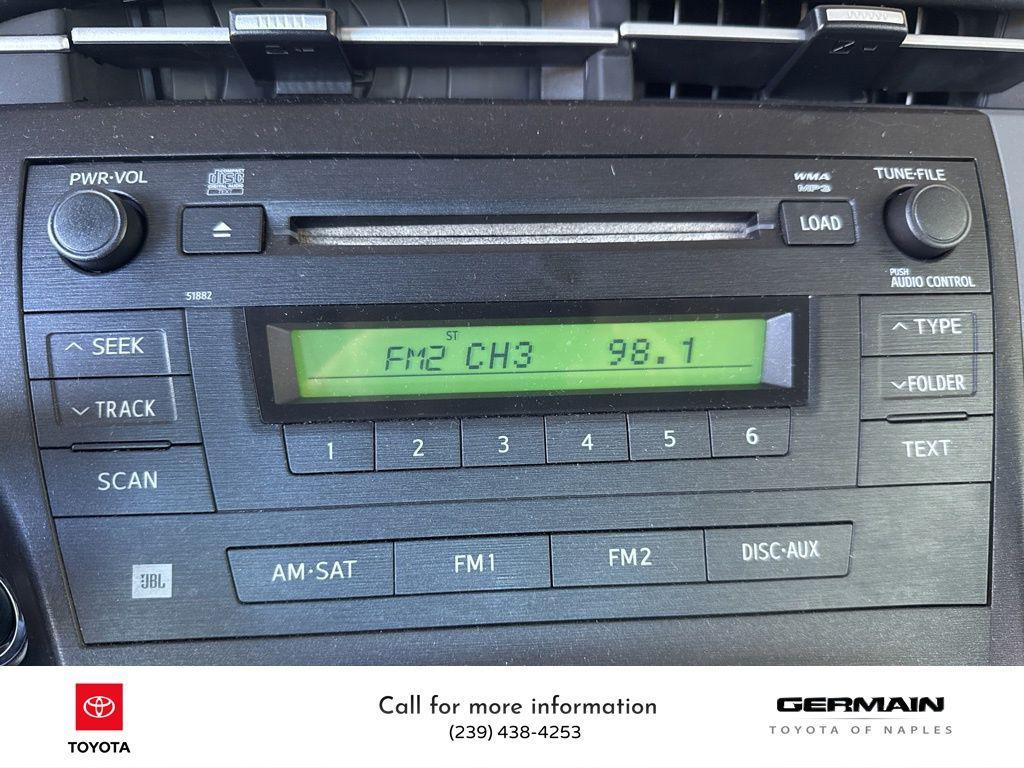 PWR·VOL
COMPACT
disc
DIGITAL AUDIO
TEXT
WMA
MP3
TUNE·FILE
LOAD
PUSH
AUDIO CONTROL
51882
SEEK
TRACK
SCAN
ST
FM2 CH3 98.1
TYPE
FOLDER
TEXT
1 2 3 4 5 6
AM·SAT FM1 FM2 DISC·AUX
JBL
TOYOTA
Call for more information
(239) 438-4253
GERMAIN
TOYOTA OF NAPLES